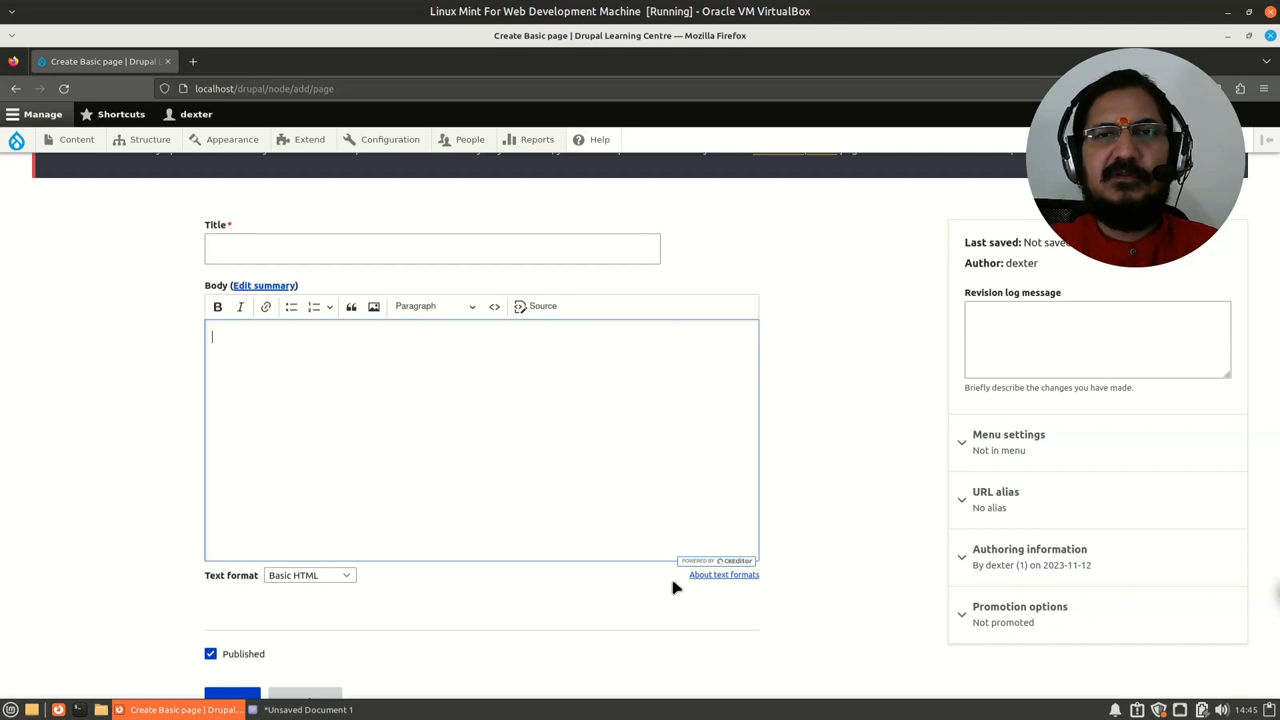 Linux Mint For Web Development Machine [Running] - Oracle VM VirtualBox
Create Basic page | Drupal Learning Centre — Mozilla Firefox
Create Basic page | Drupal L
localhost/drupal/node/add/page
Manage Shortcuts dexter
Content Structure Appearance Extend Configuration People Reports Help
Title*
Last saved: Not save
Author: dexter
Body (Edit summary)
Revision log message
B I Paragraph Source
Briefly describe the changes you have made.
Menu settings
Not in menu
URL alias
No alias
Authoring information
By dexter (1) on 2023-11-12
POWERED BY CKEditor
Text format Basic HTML About text formats
Promotion options
Not promoted
Published
Create Basic page | Drupal... *Unsaved Document 1 14:45